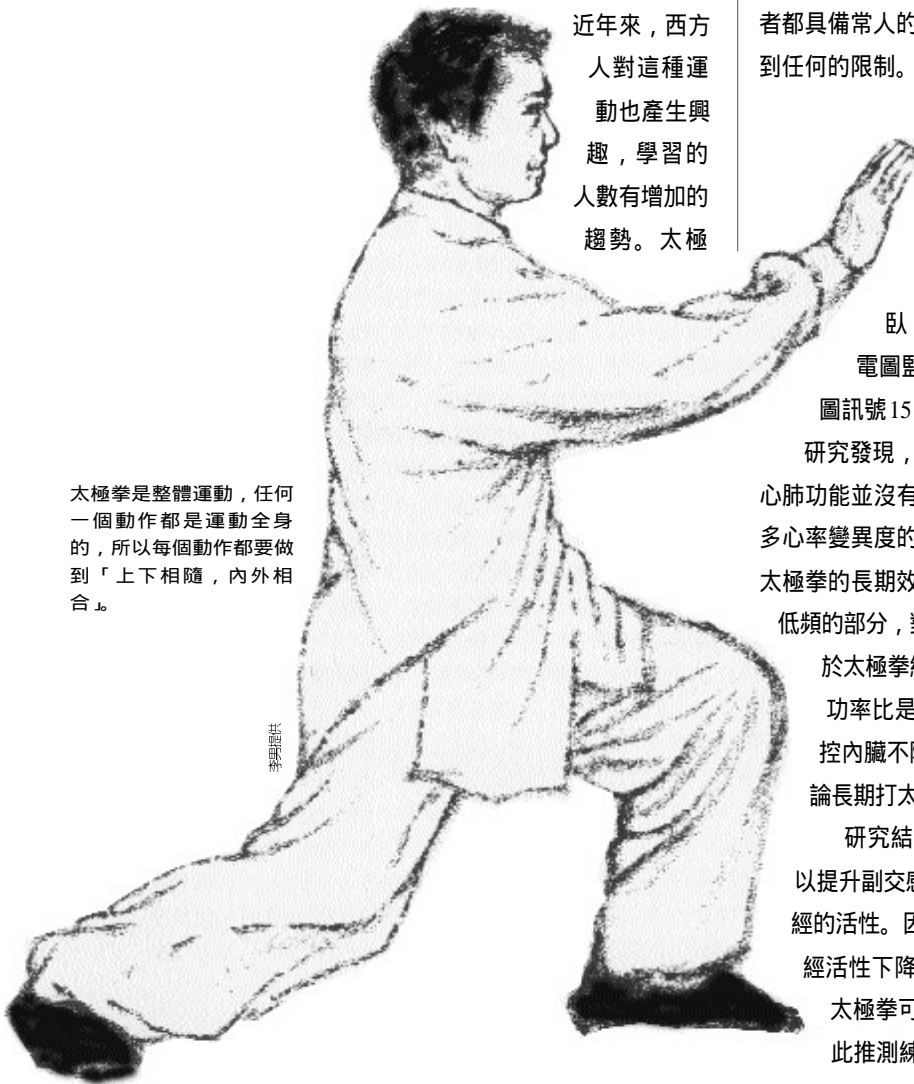 近年來，西方
人對這種運
動也產生興
趣，學習的
人數有增加的
趨勢。太極
太極拳是整體運動，任何
一個動作都是運動全身
的，所以每個動作都要做
到「上下相隨，內外相
合」。
李男提供
者都具備常人的
到任何的限制。
臥
電圖監
圖訊號15
研究發現，
心肺功能並沒有
多心率變異度的
太極拳的長期效
低頻的部分，對
於太極拳
功率比是
控內臟不
論長期打太
研究結
以提升副交感
經的活性。因
經活性下降
太極拳可
此推測練